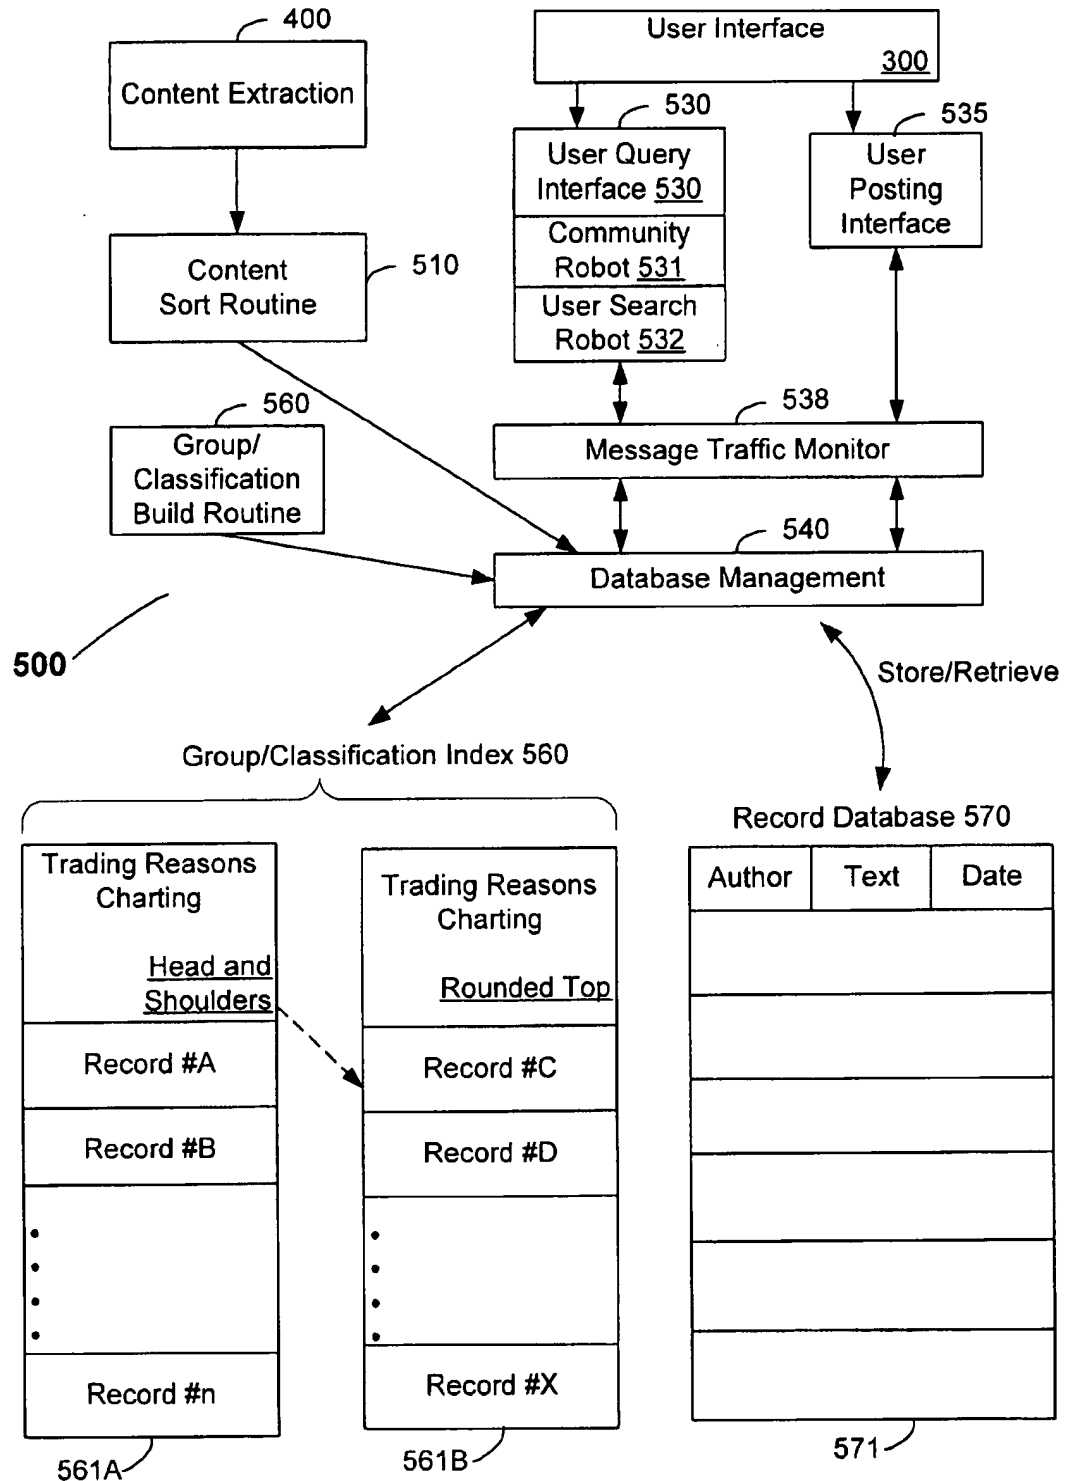 400
Content Extraction
User Interface
300
530
535
User Query
Interface 530
Community
Robot 531
User Search
Robot 532
User
Posting
Interface
Content
Sort Routine
510
560
Group/
Classification
Build Routine
538
Message Traffic Monitor
540
Database Management
500
Store/Retrieve
Group/Classification Index 560
Record Database 570
Trading Reasons
Charting
Head and
Shoulders
Record #A
Record #B
Record #n
561A
Trading Reasons
Charting
Rounded Top
Record #C
Record #D
Record #X
561B
Author Text Date
571